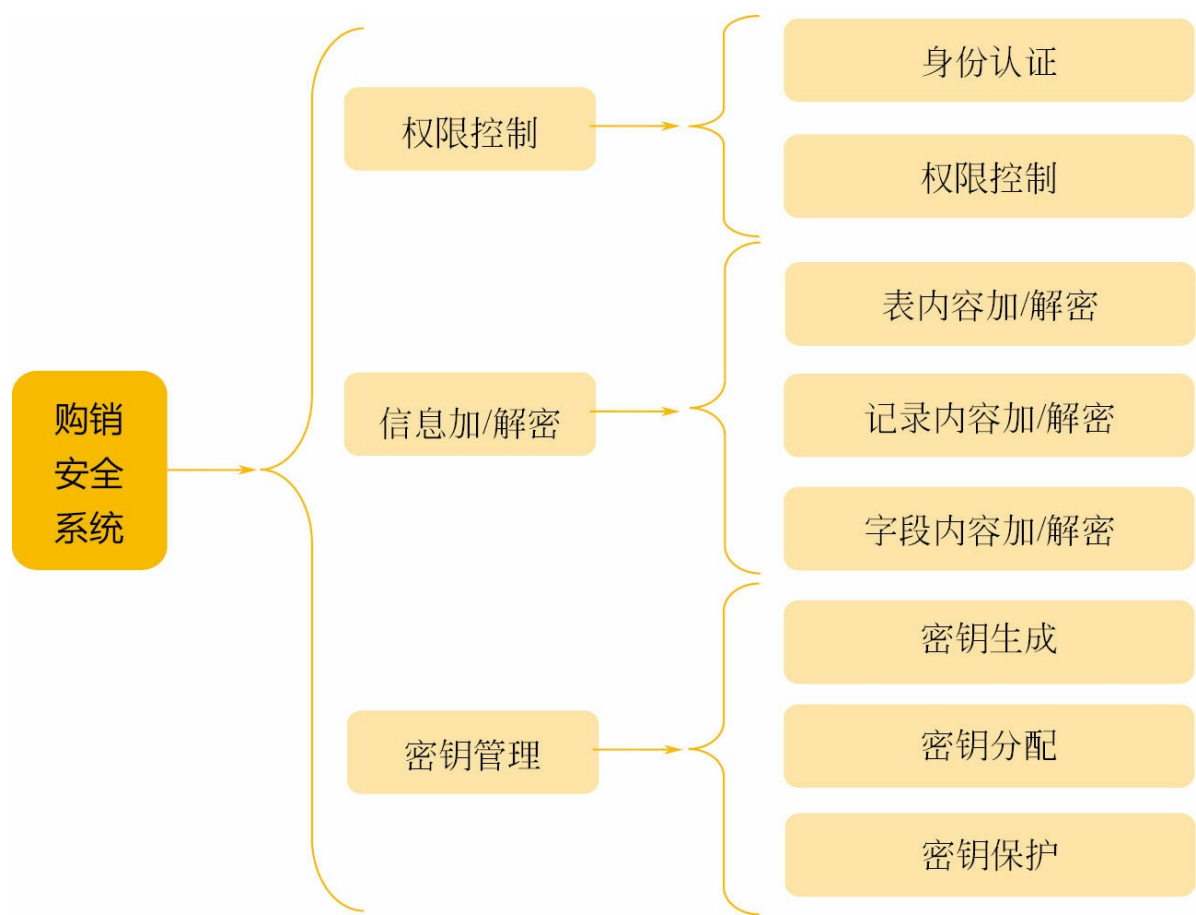 购销
安全
系统
权限控制
身份认证
权限控制
信息加/解密
表内容加/解密
记录内容加/解密
字段内容加/解密
密钥管理
密钥生成
密钥分配
密钥保护